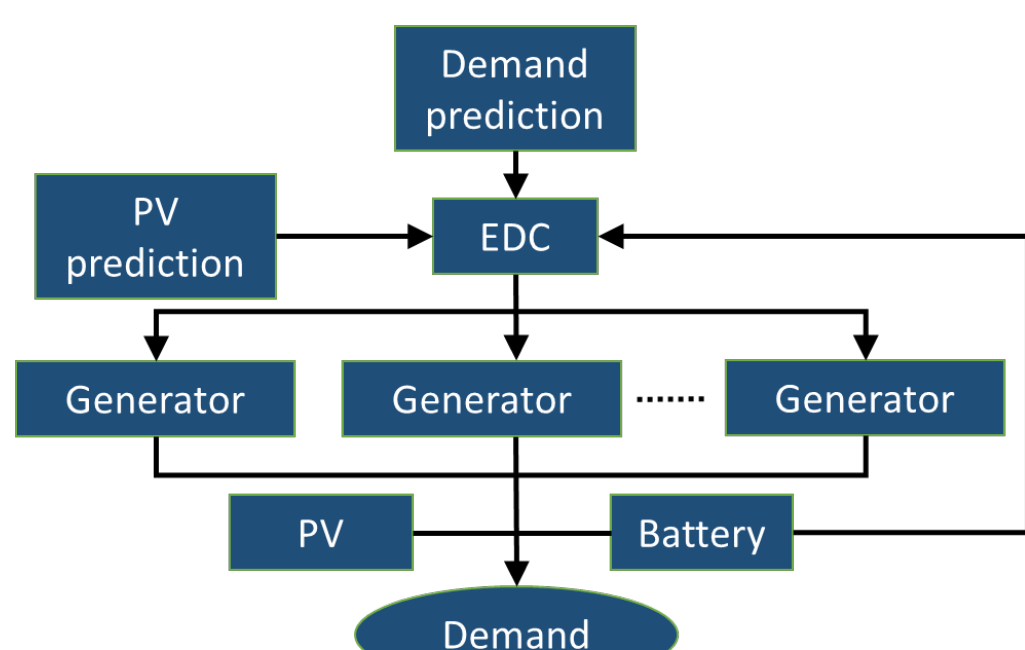 Demand
prediction
PV
prediction
EDC
Generator
Generator
.......
Generator
PV
Battery
Demand